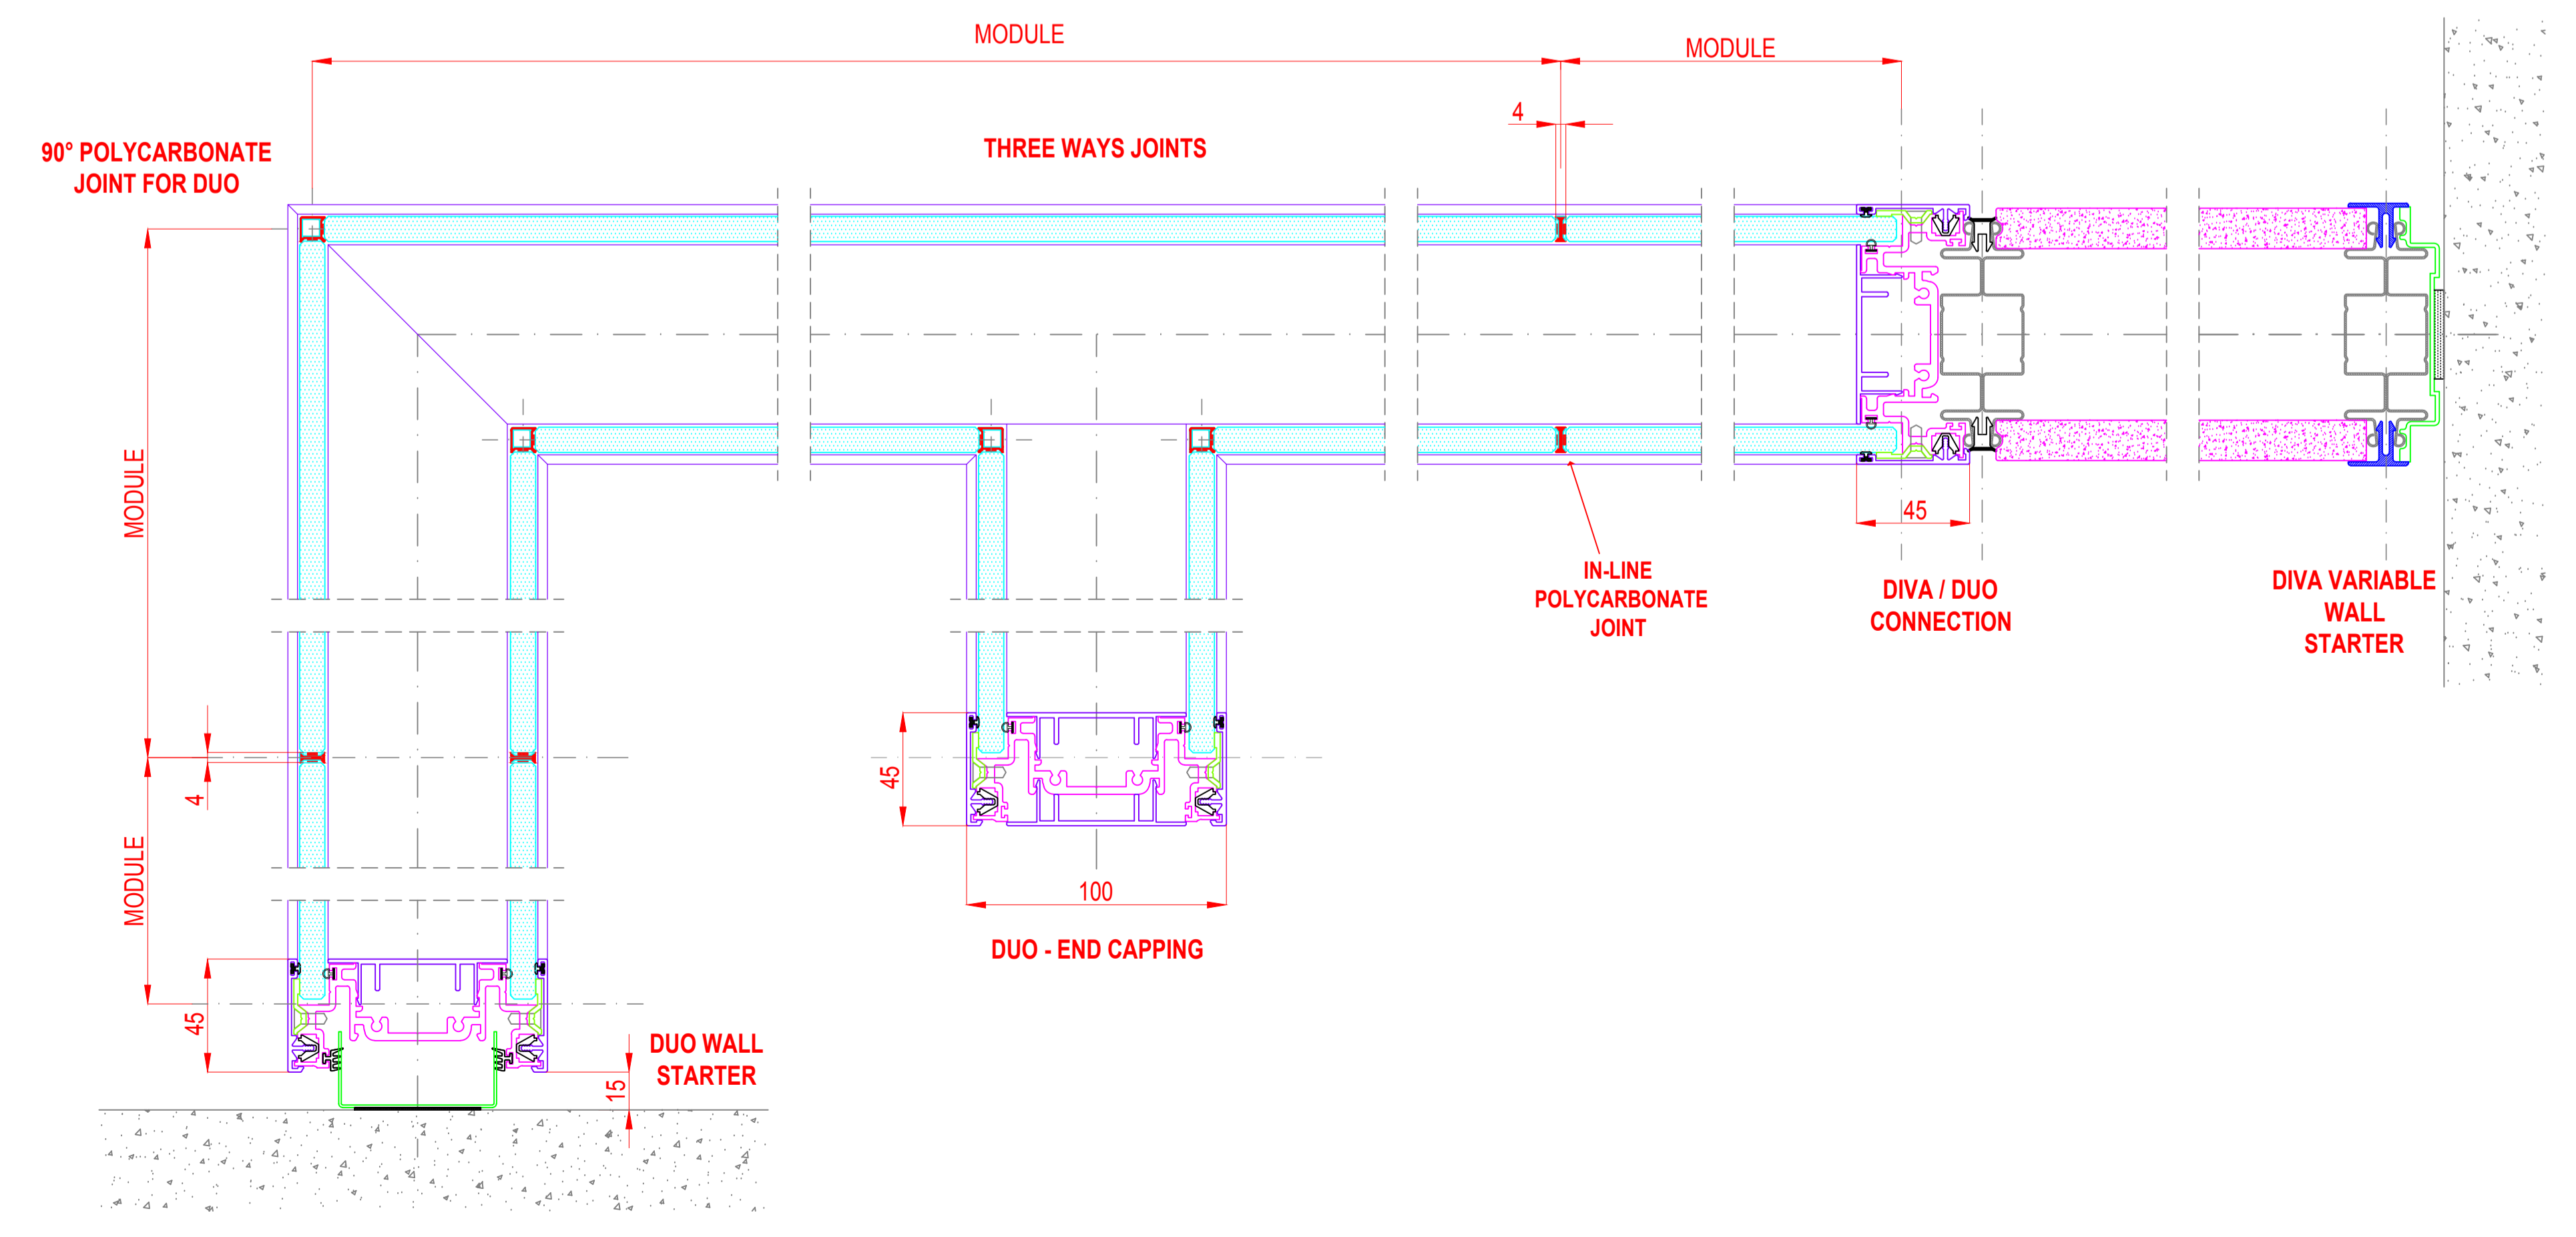 MODULE
MODULE
4
90° POLYCARBONATE
JOINT FOR DUO
THREE WAYS JOINTS
MODULE
45
IN-LINE
POLYCARBONATE
JOINT
DIVA / DUO
CONNECTION
DIVA VARIABLE
WALL
STARTER
4
45
MODULE
100
DUO - END CAPPING
45
DUO WALL
STARTER
15